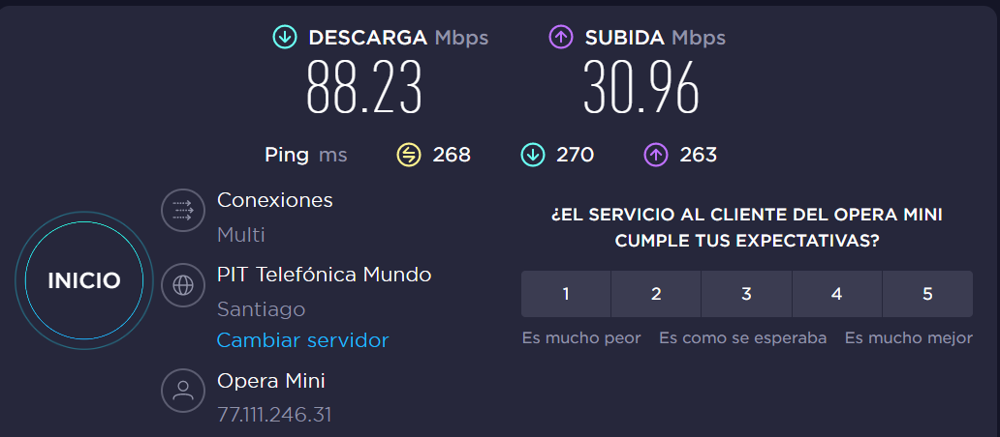 DESCARGA Mbps
88.23
SUBIDA Mbps
30.96
Ping ms 268 270 263
Conexiones
Multi
PIT Telefónica Mundo
Santiago
Cambiar servidor
Opera Mini
77.111.246.31
INICIO
¿EL SERVICIO AL CLIENTE DEL OPERA MINI
CUMPLE TUS EXPECTATIVAS?
1 2 3 4 5
Es mucho peor Es como se esperaba Es mucho mejor